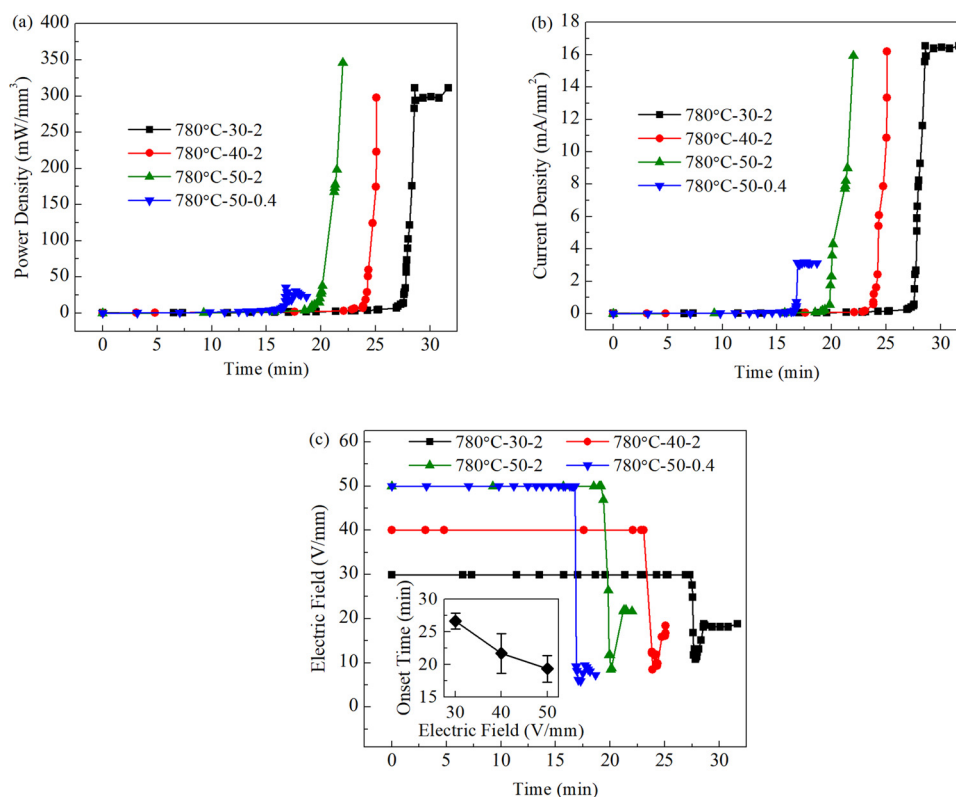 (a)
Power Density (mW/mm³)
400
350
300
250
200
150
100
50
0
780°C-30-2
780°C-40-2
780°C-50-2
780°C-50-0.4
0 5 10 15 20 25 30
Time (min)
(b)
Current Density (mA/mm²)
16
14
12
10
8
6
4
2
0
780°C-30-2
780°C-40-2
780°C-50-2
780°C-50-0.4
0 5 10 15 20 25 30
Time (min)
(c)
Electric Field (V/mm)
60
50
40
30
20
10
0
780°C-30-2 780°C-40-2
780°C-50-2 780°C-50-0.4
Onset Time (min)
30
25
20
15
30 40 50
Electric Field (V/mm)
0 5 10 15 20 25 30
Time (min)